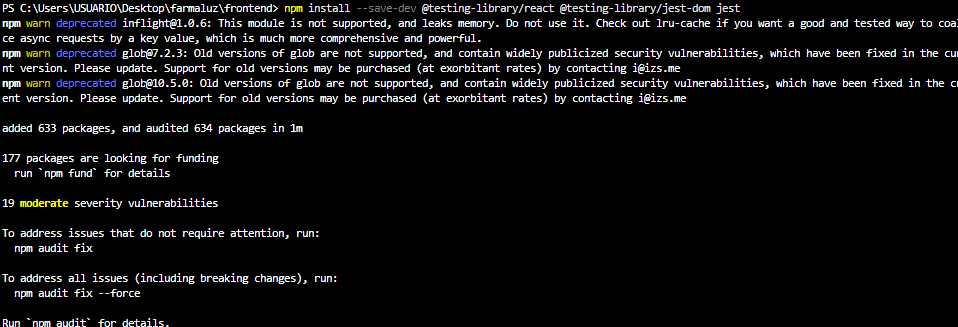 PS C:\Users\USUARIO\Desktop\farmaluz\frontend> npm install --save-dev @testing-library/react @testing-library/jest-dom jest
npm warn deprecated inflight@1.0.6: This module is not supported, and leaks memory. Do not use it. Check out lru-cache if you want a good and tested way to coal
ce async requests by a key value, which is much more comprehensive and powerful.
npm warn deprecated glob@7.2.3: Old versions of glob are not supported, and contain widely publicized security vulnerabilities, which have been fixed in the cur
nt version. Please update. Support for old versions may be purchased (at exorbitant rates) by contacting i@izs.me
npm warn deprecated glob@10.5.0: Old versions of glob are not supported, and contain widely publicized security vulnerabilities, which have been fixed in the cu
ent version. Please update. Support for old versions may be purchased (at exorbitant rates) by contacting i@izs.me
added 633 packages, and audited 634 packages in 1m
177 packages are looking for funding
run `npm fund` for details
19 moderate severity vulnerabilities
To address issues that do not require attention, run:
npm audit fix
To address all issues (including breaking changes), run:
npm audit fix --force
Run `npm audit` for details.